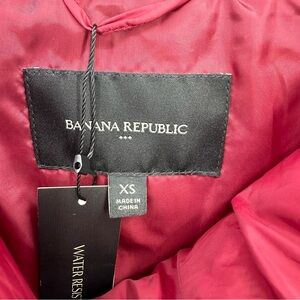 BANANA REPUBLIC
XS
MADE IN
CHINA
WATER RESIS